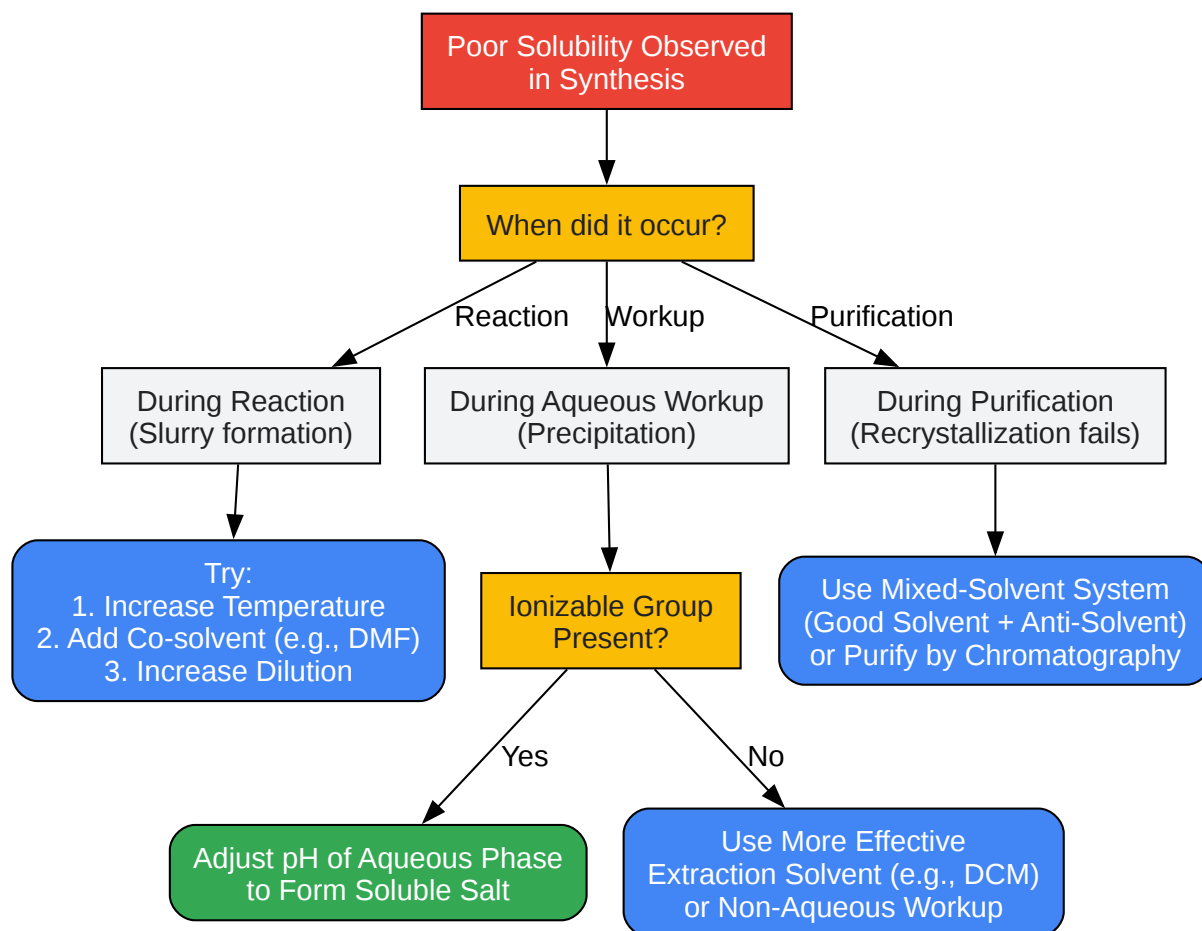 Poor Solubility Observed
in Synthesis
When did it occur?
Reaction
Workup
Purification
During Reaction
(Slurry formation)
During Aqueous Workup
(Precipitation)
During Purification
(Recrystallization fails)
Try:
1. Increase Temperature
2. Add Co-solvent (e.g., DMF)
3. Increase Dilution
Ionizable Group
Present?
Use Mixed-Solvent System
(Good Solvent + Anti-Solvent)
or Purify by Chromatography
Yes
No
Adjust pH of Aqueous Phase
to Form Soluble Salt
Use More Effective
Extraction Solvent (e.g., DCM)
or Non-Aqueous Workup